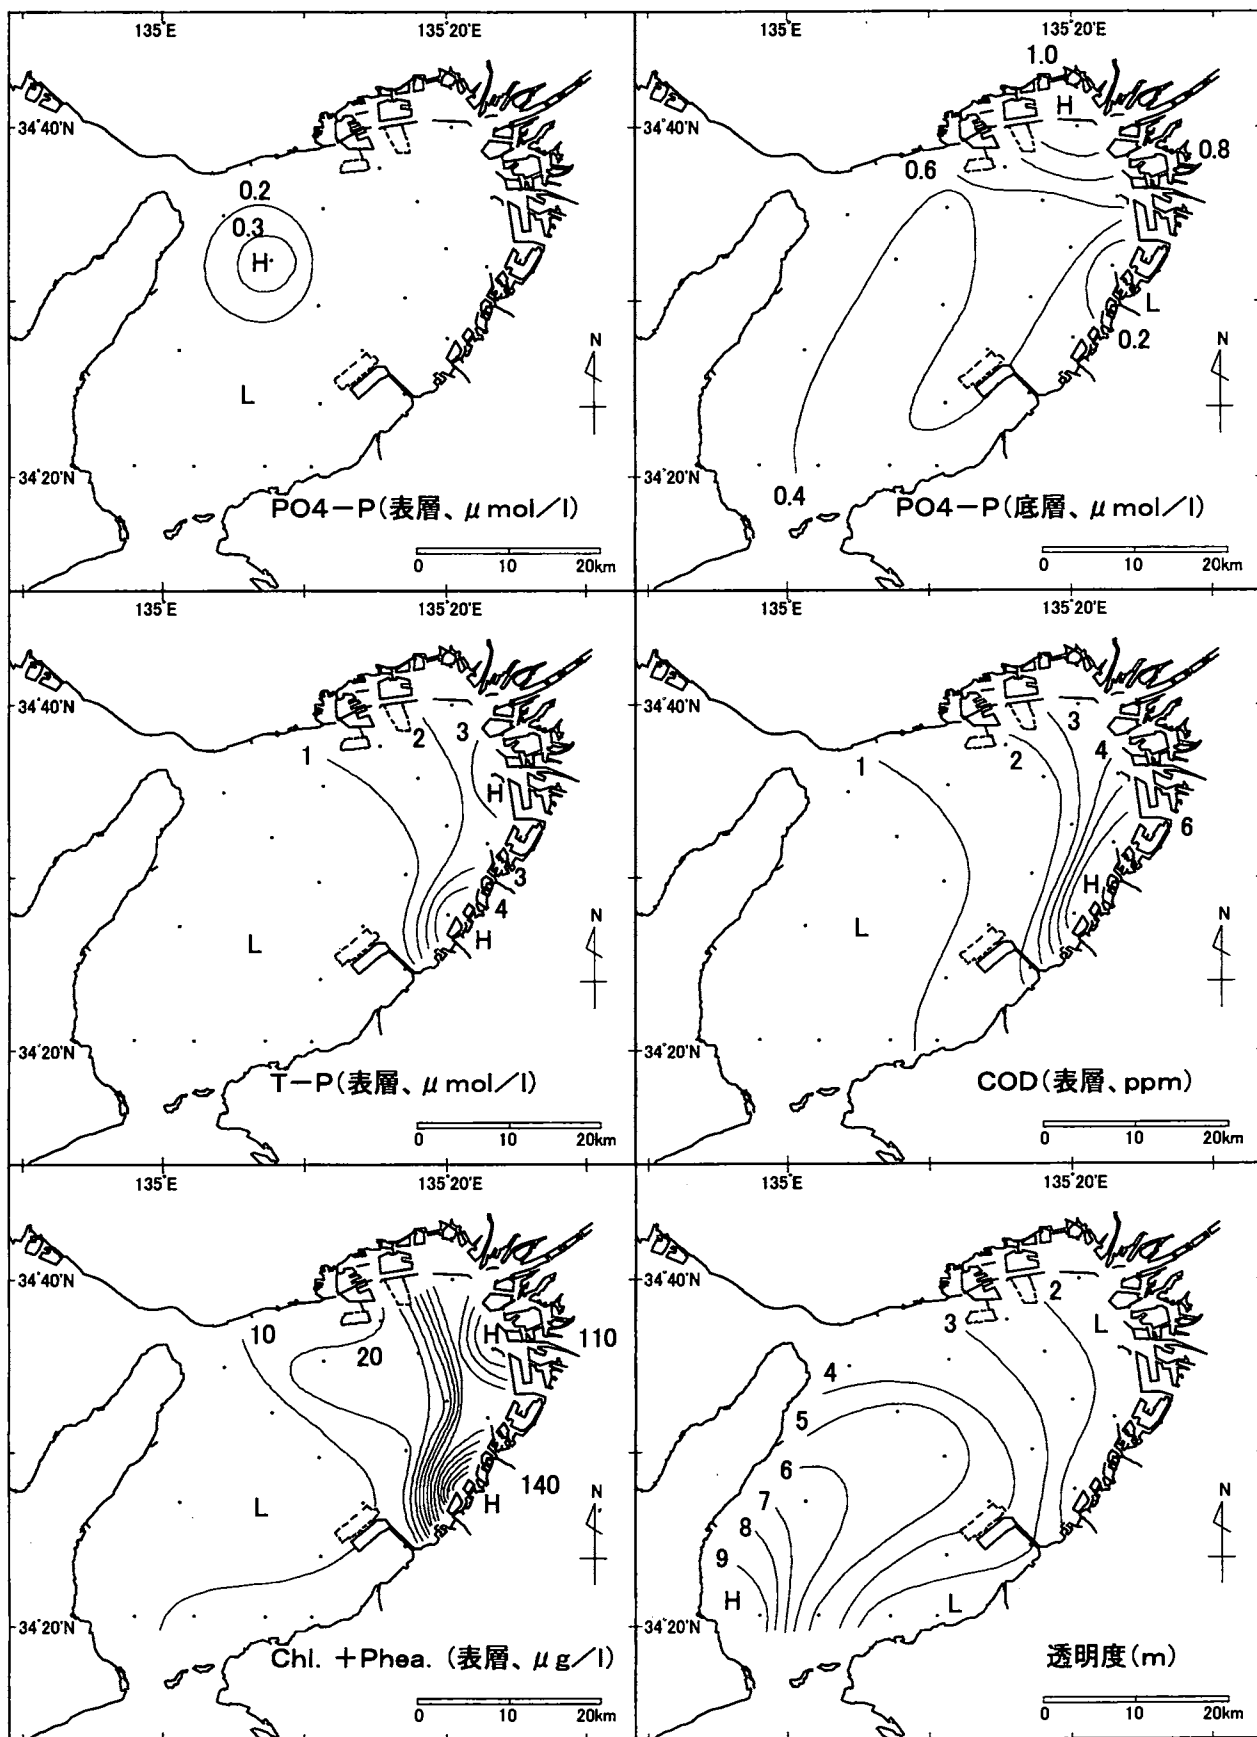 135°E 135°20'E
34°40'N
0.2
0.3
H
L
N
34°20'N
PO4-P(表層、μmol/l)
0 10 20km
135°E 135°20'E
1.0
H
34°40'N
0.8
0.6
L
0.2
N
34°20'N
0.4
PO4-P(底層、μmol/l)
0 10 20km
135°E 135°20'E
34°40'N
1 2 3
H
3
4
H
L
N
34°20'N
T-P(表層、μmol/l)
0 10 20km
135°E 135°20'E
34°40'N
1 2 3 4
6
H
L
N
34°20'N
COD(表層、ppm)
0 10 20km
135°E 135°20'E
34°40'N
10 20
H 110
140
H
L
N
34°20'N
Chl. +Phea. (表層、μg/l)
0 10 20km
135°E 135°20'E
34°40'N
2
3 L
4
5
6
7
8
9
H
L
N
34°20'N
透明度(m)
0 10 20km